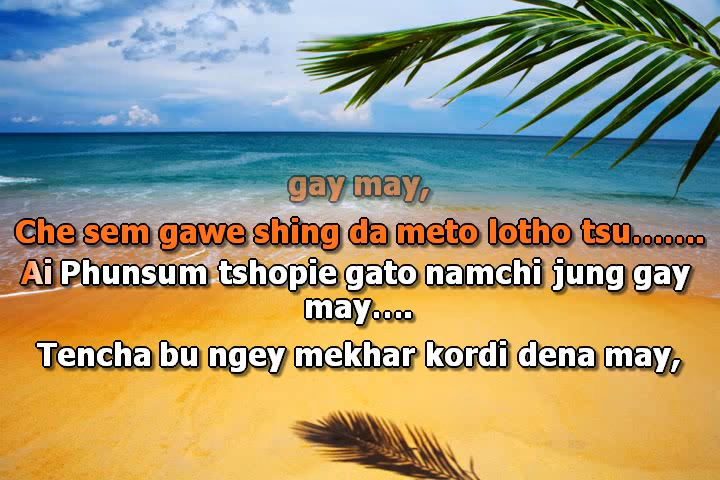 gay may,
Che sem gawe shing da meto lotho tsu.......
Ai Phunsum tshopie gato namchi jung gay
may....
Tencha bu ngey mekhar kordi dena may,